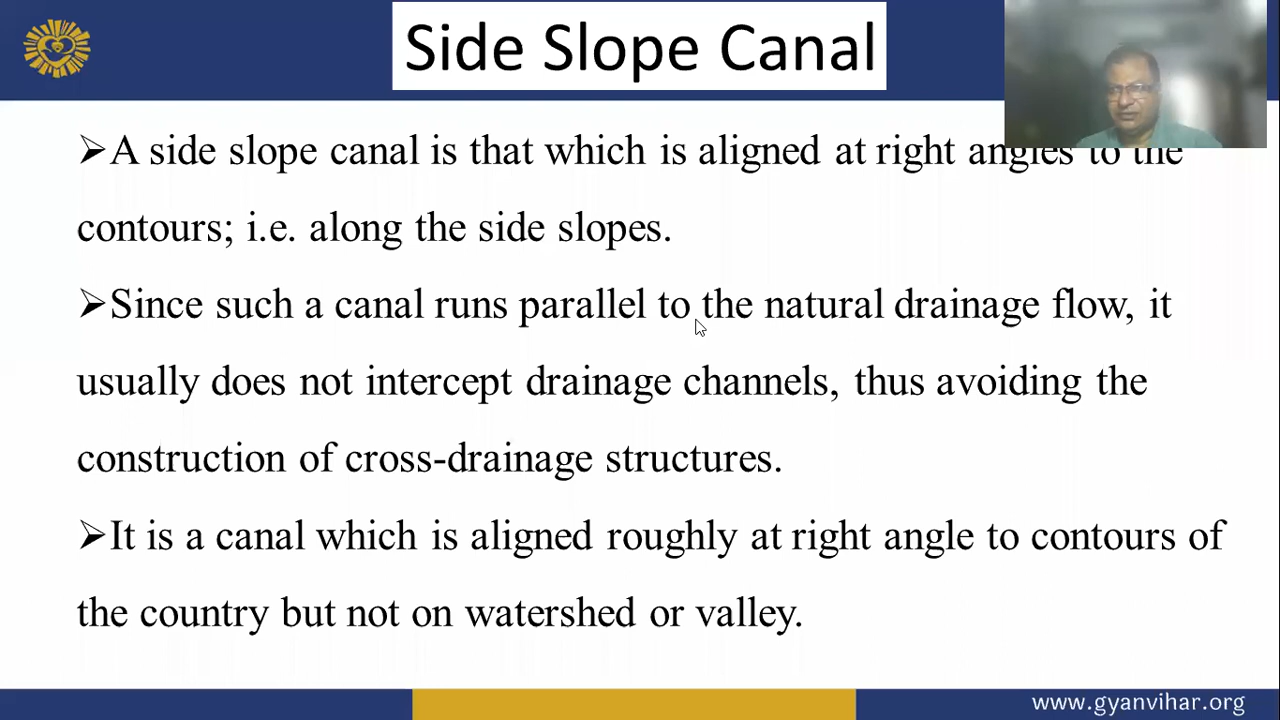 Side Slope Canal
➢A side slope canal is that which is aligned at right angles to the
contours; i.e. along the side slopes.
➢Since such a canal runs parallel to the natural drainage flow, it
usually does not intercept drainage channels, thus avoiding the
construction of cross-drainage structures.
➢It is a canal which is aligned roughly at right angle to contours of
the country but not on watershed or valley.
www.gyanvihar.org